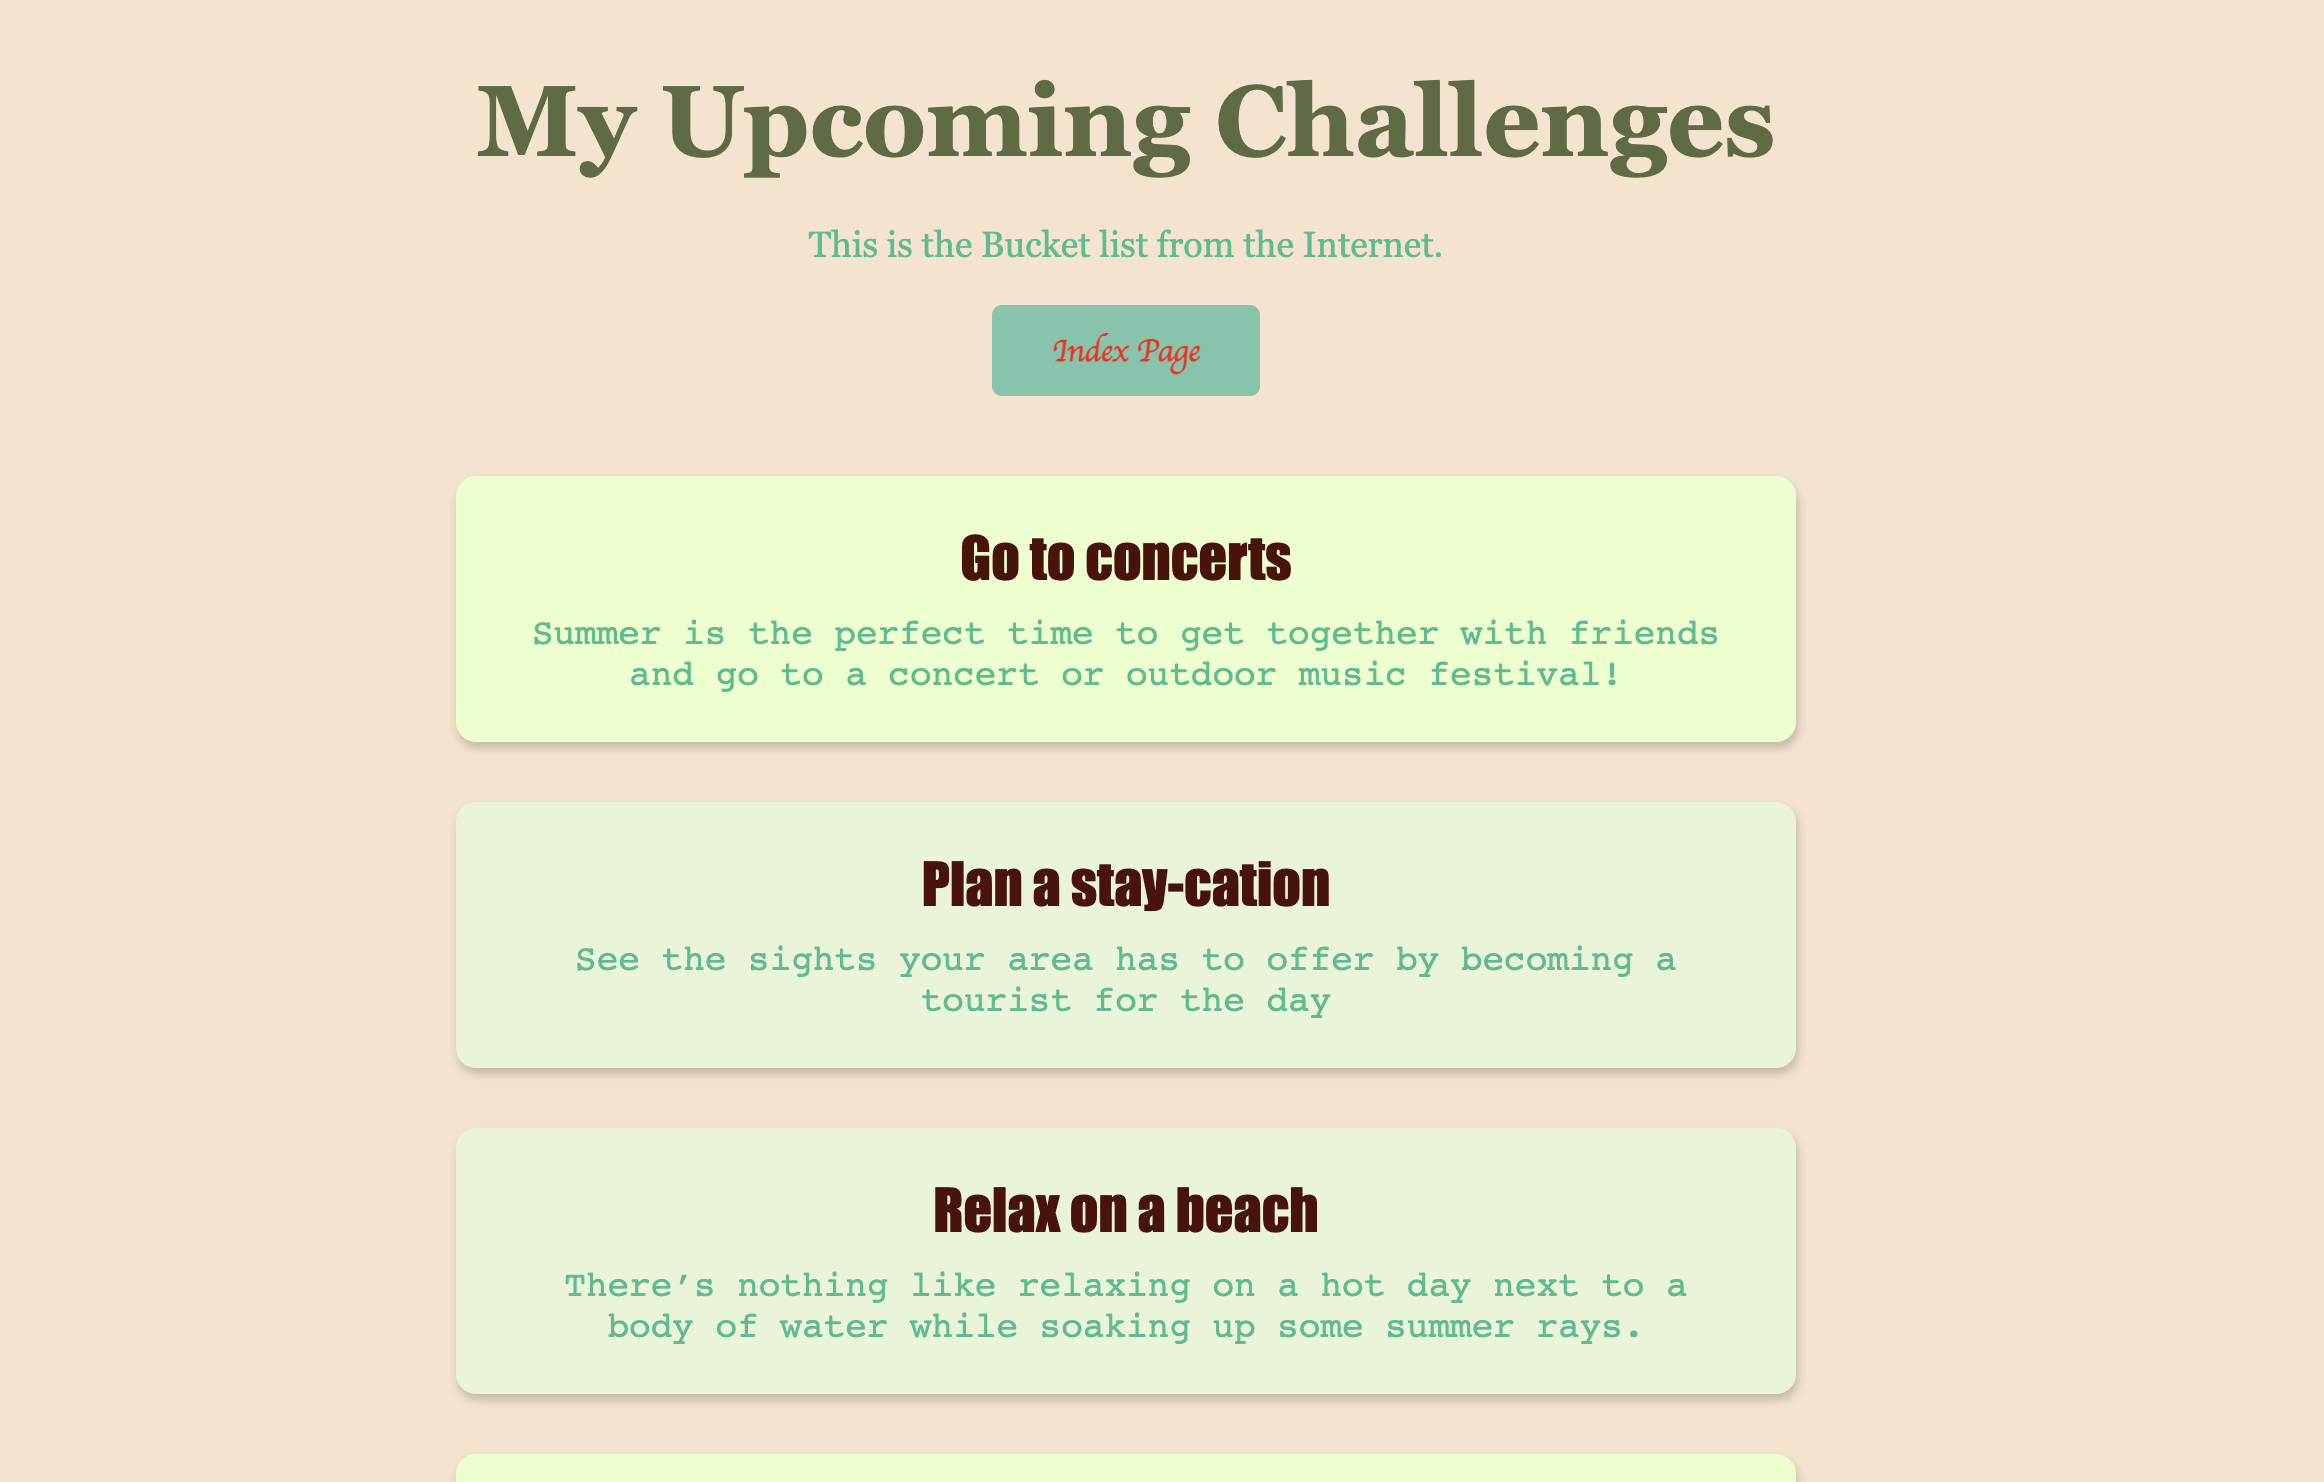 My Upcoming Challenges
This is the Bucket list from the Internet.
Index Page
Go to concerts
Summer is the perfect time to get together with friends
and go to a concert or outdoor music festival!
Plan a stay-cation
See the sights your area has to offer by becoming a
tourist for the day
Relax on a beach
There’s nothing like relaxing on a hot day next to a
body of water while soaking up some summer rays.